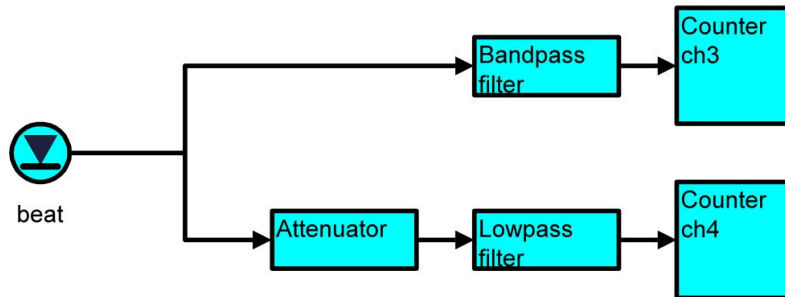 Bandpass
filter
Counter
ch3
beat
Attenuator
Lowpass
filter
Counter
ch4